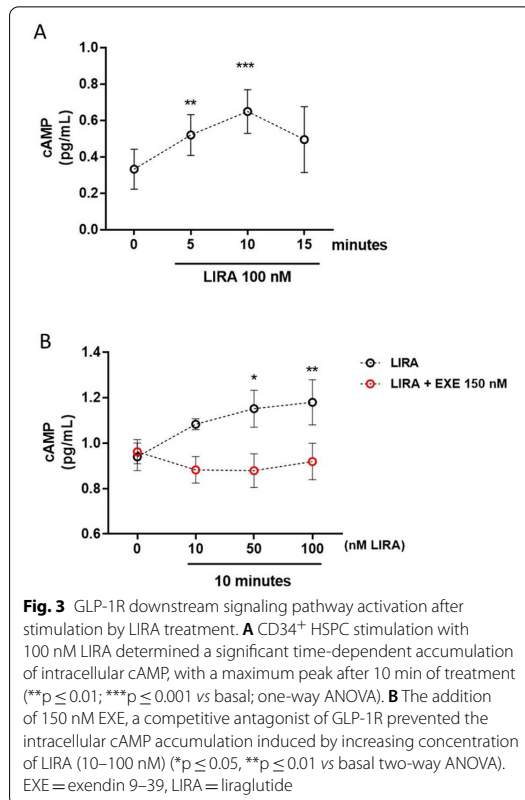 A
1.0
***
0.8
**
0.6
cAMP
(pg/mL)
0.4
0.2
0.0
0 5 10 15 minutes
LIRA 100 nM
B
1.4
LIRA
LIRA + EXE 150 nM
* **
1.2
cAMP
(pg/mL)
1.0
0.8
0.6
0 10 50 100 (nM LIRA)
10 minutes
Fig. 3 GLP-1R downstream signaling pathway activation after
stimulation by LIRA treatment. A CD34+ HSPC stimulation with
100 nM LIRA determined a significant time-dependent accumulation
of intracellular cAMP, with a maximum peak after 10 min of treatment
(**p ≤ 0.01; ***p ≤ 0.001 vs basal; one-way ANOVA). B The addition
of 150 nM EXE, a competitive antagonist of GLP-1R prevented the
intracellular cAMP accumulation induced by increasing concentration
of LIRA (10–100 nM) (*p ≤ 0.05, **p ≤ 0.01 vs basal two-way ANOVA).
EXE = exendin 9–39, LIRA = liraglutide